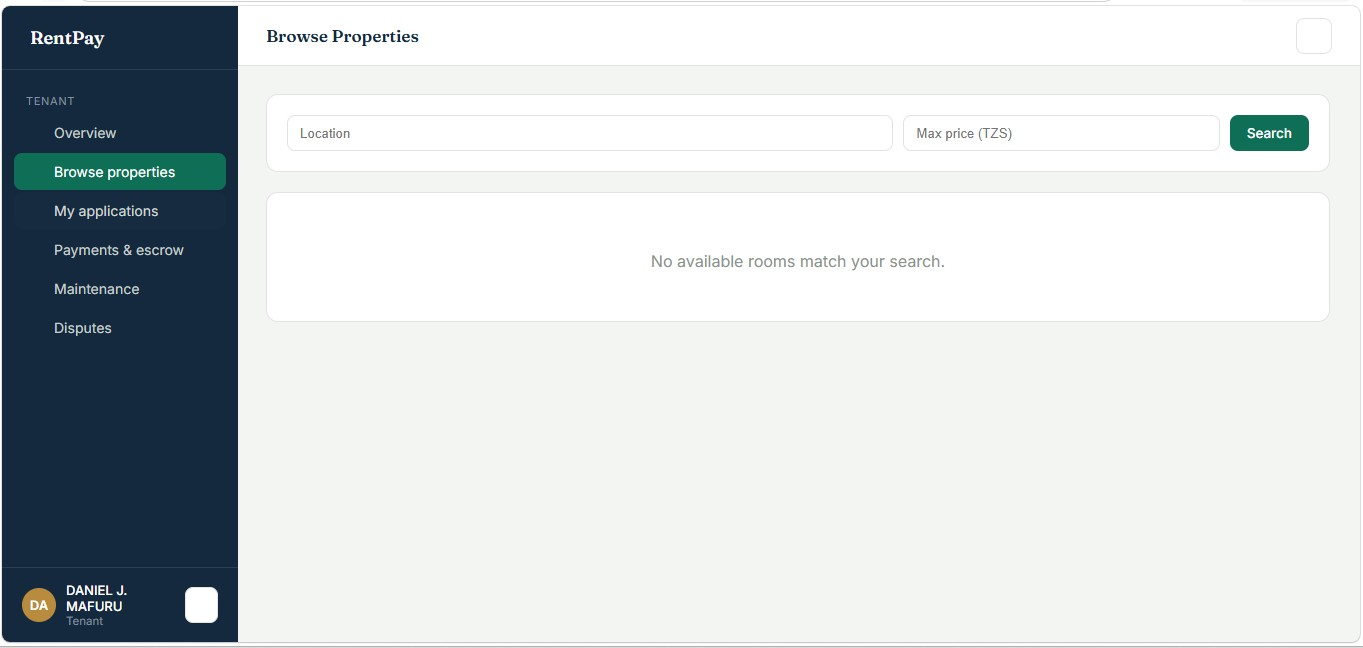 RentPay
Browse Properties
TENANT
Overview
Browse properties
My applications
Payments & escrow
Maintenance
Disputes
Location
Max price (TZS)
Search
No available rooms match your search.
DA
DANIEL J.
MAFURU
Tenant